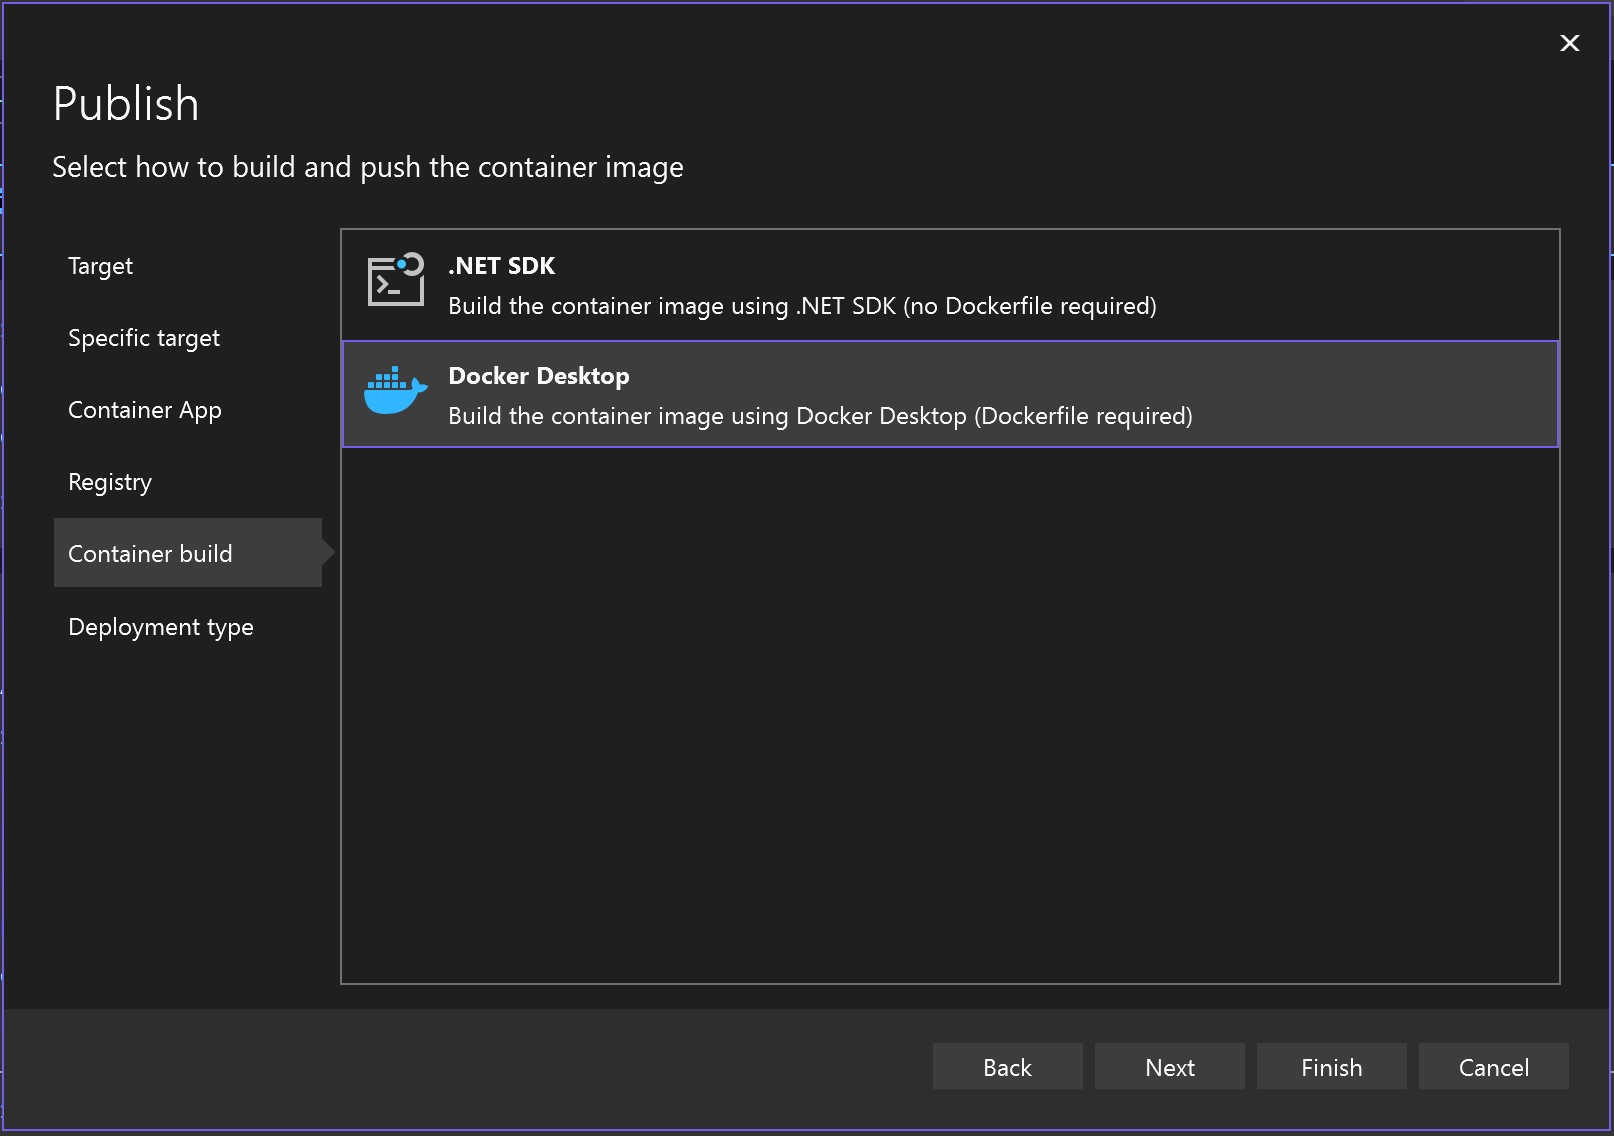 Publish
Select how to build and push the container image
Target
Specific target
Container App
Registry
Container build
Deployment type
.NET SDK
Build the container image using .NET SDK (no Dockerfile required)
Docker Desktop
Build the container image using Docker Desktop (Dockerfile required)
Back
Next
Finish
Cancel